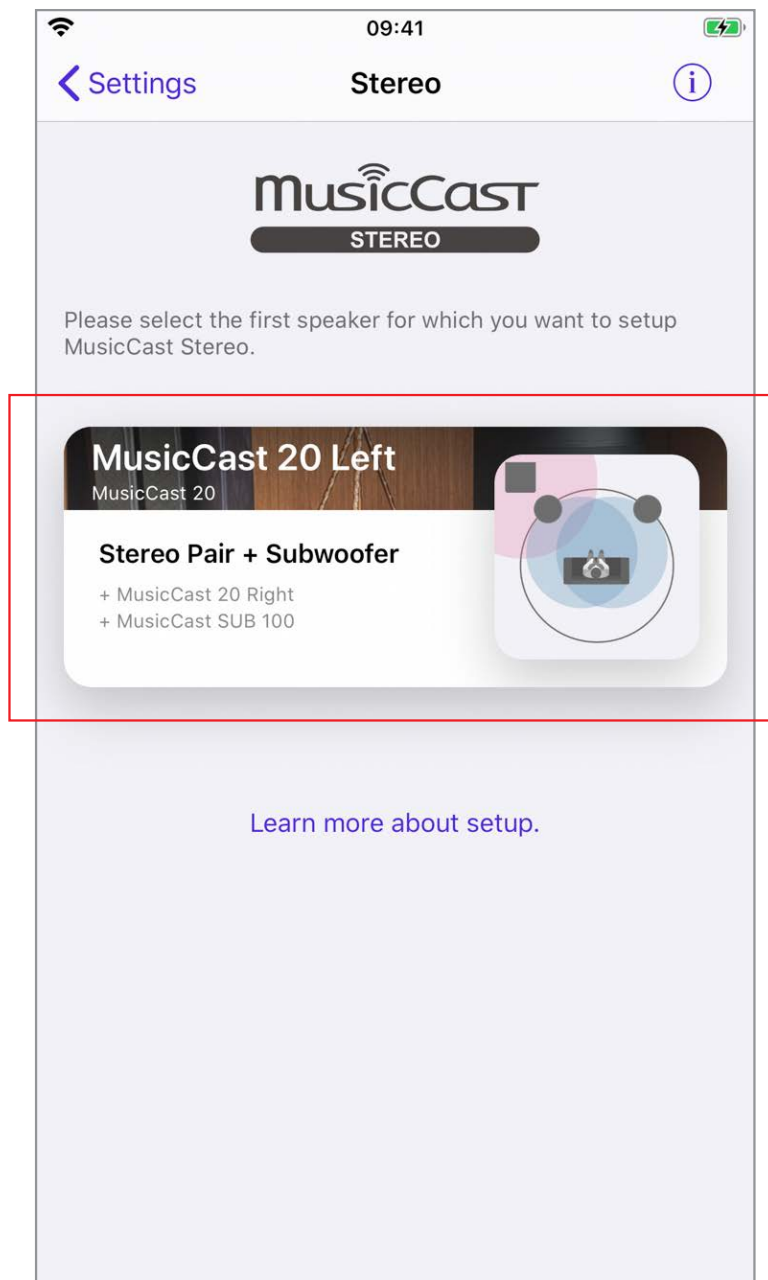 09:41
Settings
Stereo
i
MusicCast
STEREO
Please select the first speaker for which you want to setup
MusicCast Stereo.
MusicCast 20 Left
MusicCast 20
Stereo Pair + Subwoofer
+ MusicCast 20 Right
+ MusicCast SUB 100
Learn more about setup.